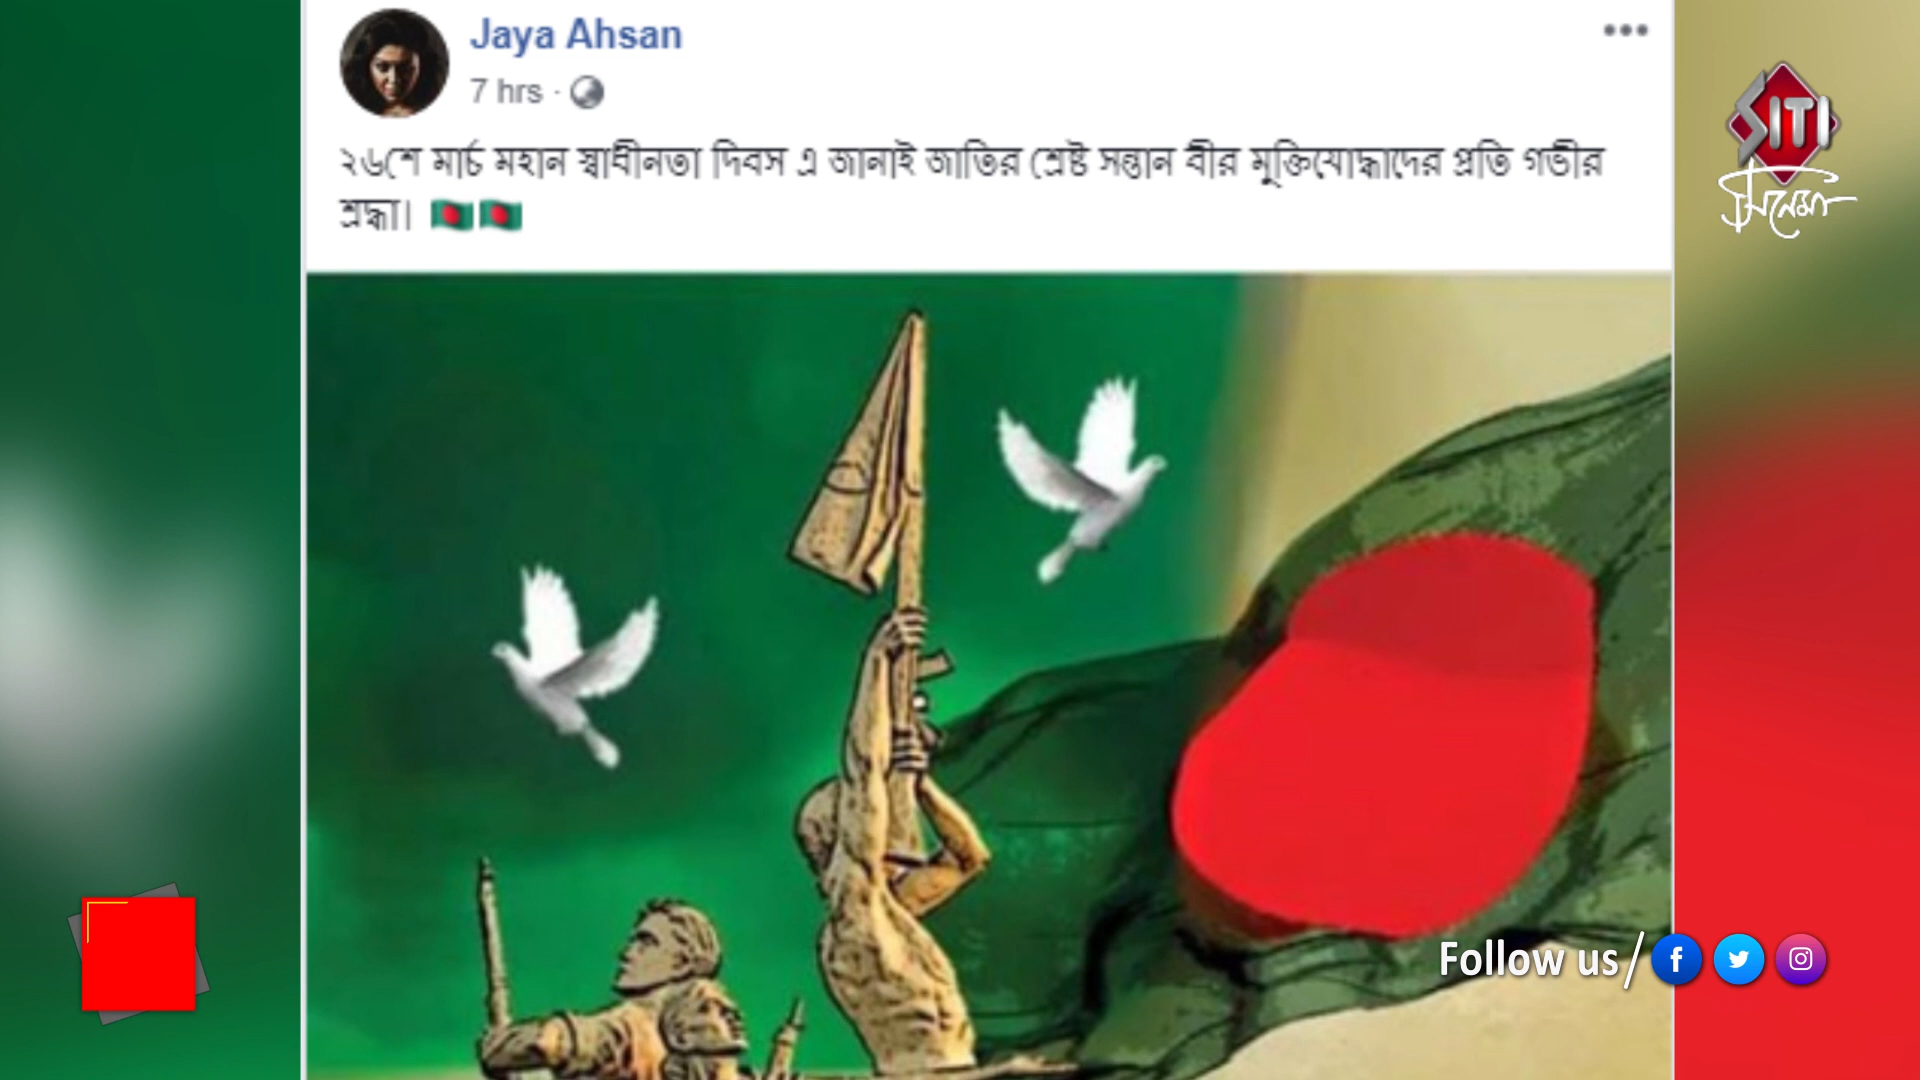 Jaya Ahsan
7 hrs ·
২৬শে মার্চ মহান স্বাধীনতা দিবস এ জানাই জাতির শ্রেষ্ট সন্তান বীর মুক্তিযোদ্ধাদের প্রতি গভীর
শ্রদ্ধা। 🇧🇩🇧🇩
SITI
সিনেমা
Follow us/